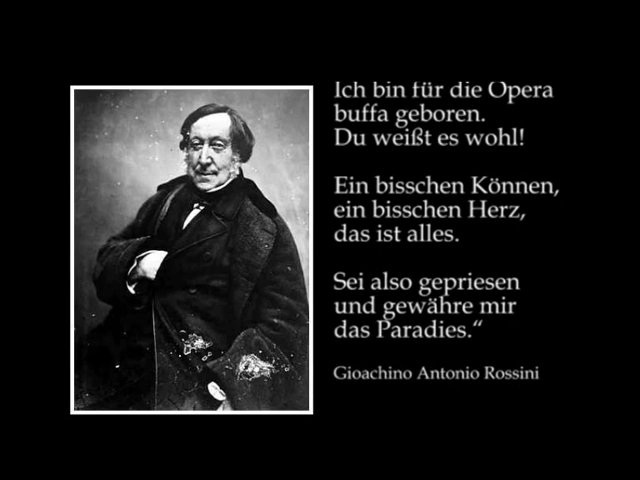 Ich bin für die Opera
buffa geboren.
Du weißt es wohl!
Ein bisschen Können,
ein bisschen Herz,
das ist alles.
Sei also gepriesen
und gewähre mir
das Paradies.“
Gioachino Antonio Rossini